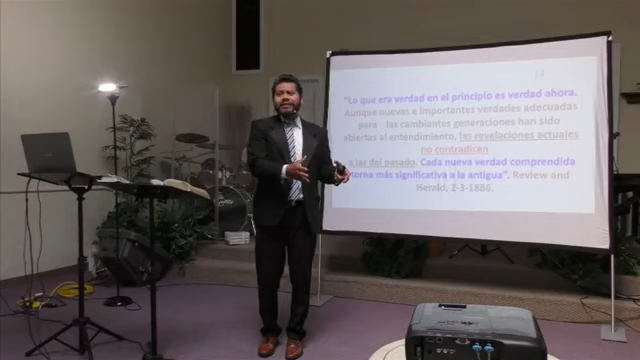 “Lo que era verdad en el principio es verdad ahora.
Aunque nuevas e importantes verdades adecuadas
para las cambiantes generaciones han sido
abiertas al entendimiento, las revelaciones actuales
no contradicen
a las del pasado. Cada nueva verdad comprendida
torna más significativa a la antigua”. Review and
Herald, 2-3-1886.